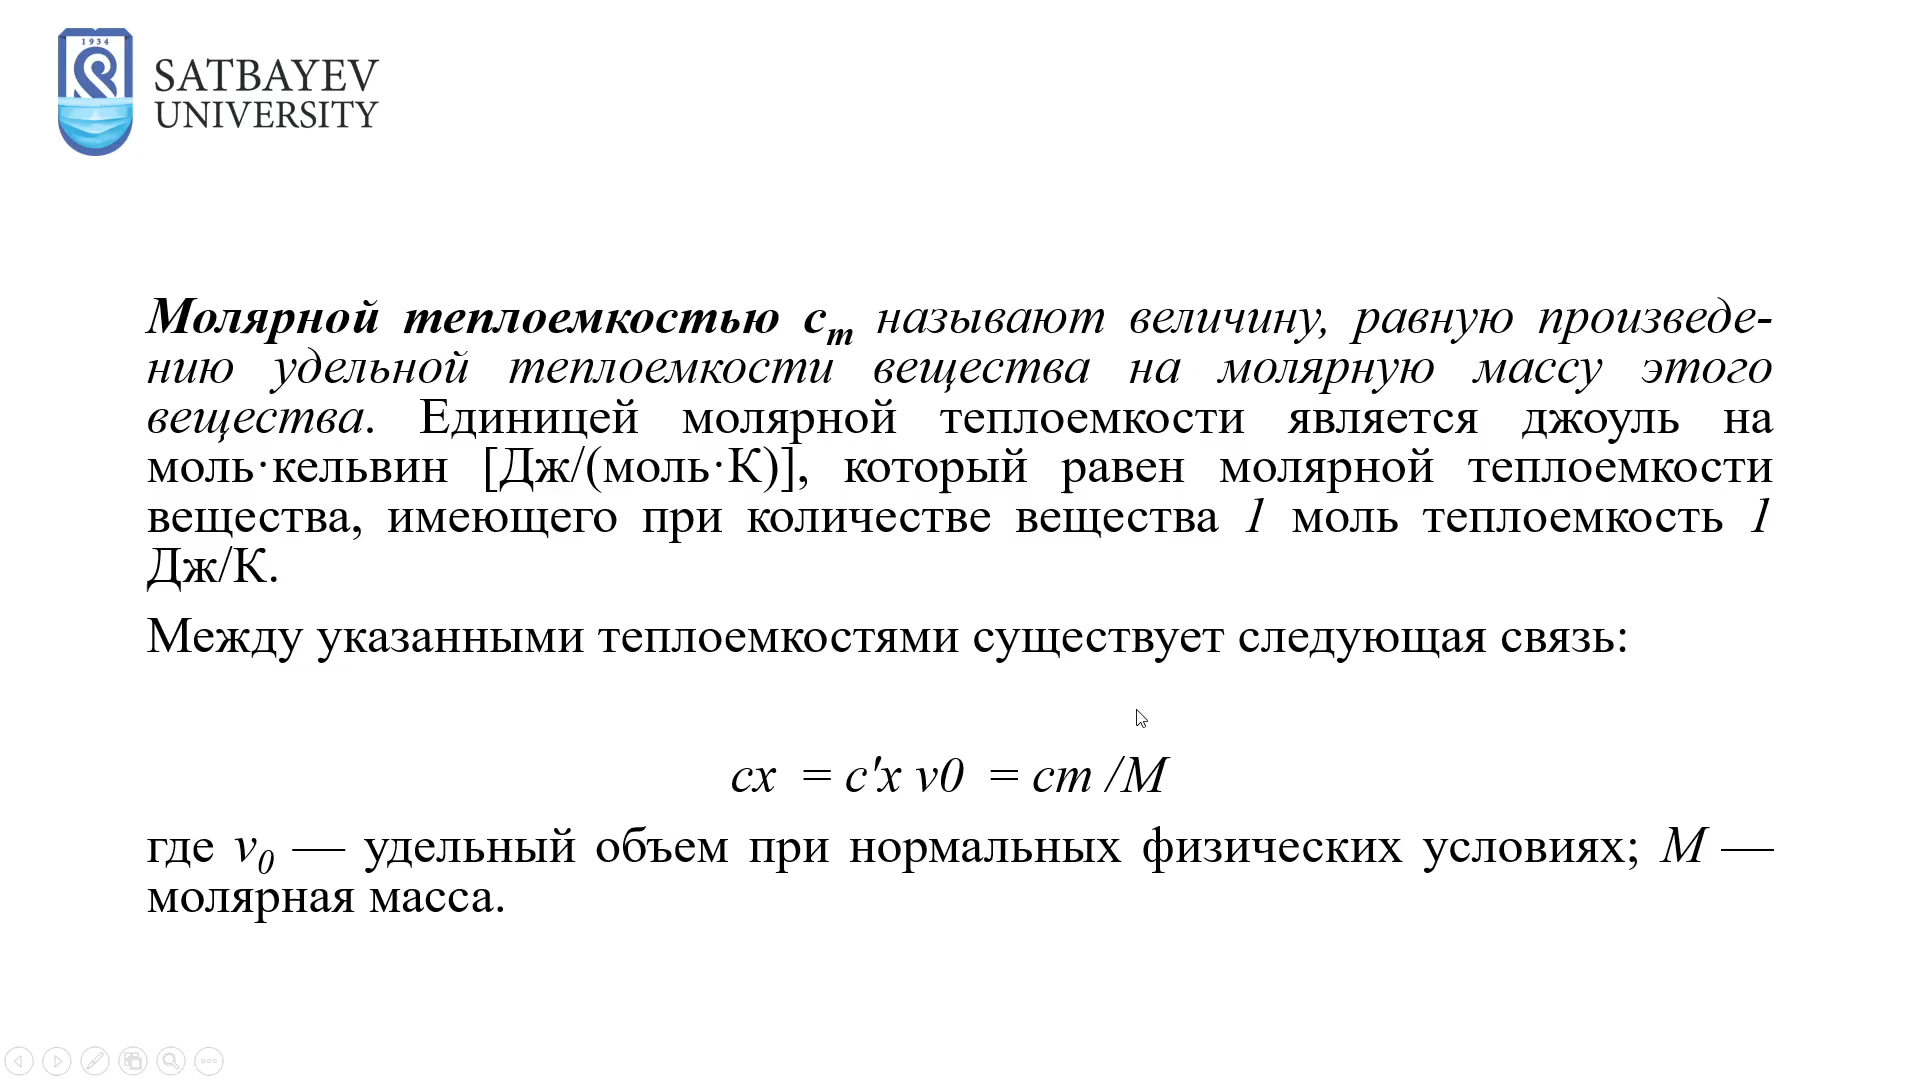 1934
SATBAYEV
UNIVERSITY
Молярной теплоемкостью cm называют величину, равную произведе-
нию удельной теплоемкости вещества на молярную массу этого
вещества. Единицей молярной теплоемкости является джоуль на
моль·кельвин [Дж/(моль·К)], который равен молярной теплоемкости
вещества, имеющего при количестве вещества 1 моль теплоемкость 1
Дж/К.
Между указанными теплоемкостями существует следующая связь:
cx = c'x v0 = cm /M
где v0 — удельный объем при нормальных физических условиях; M —
молярная масса.